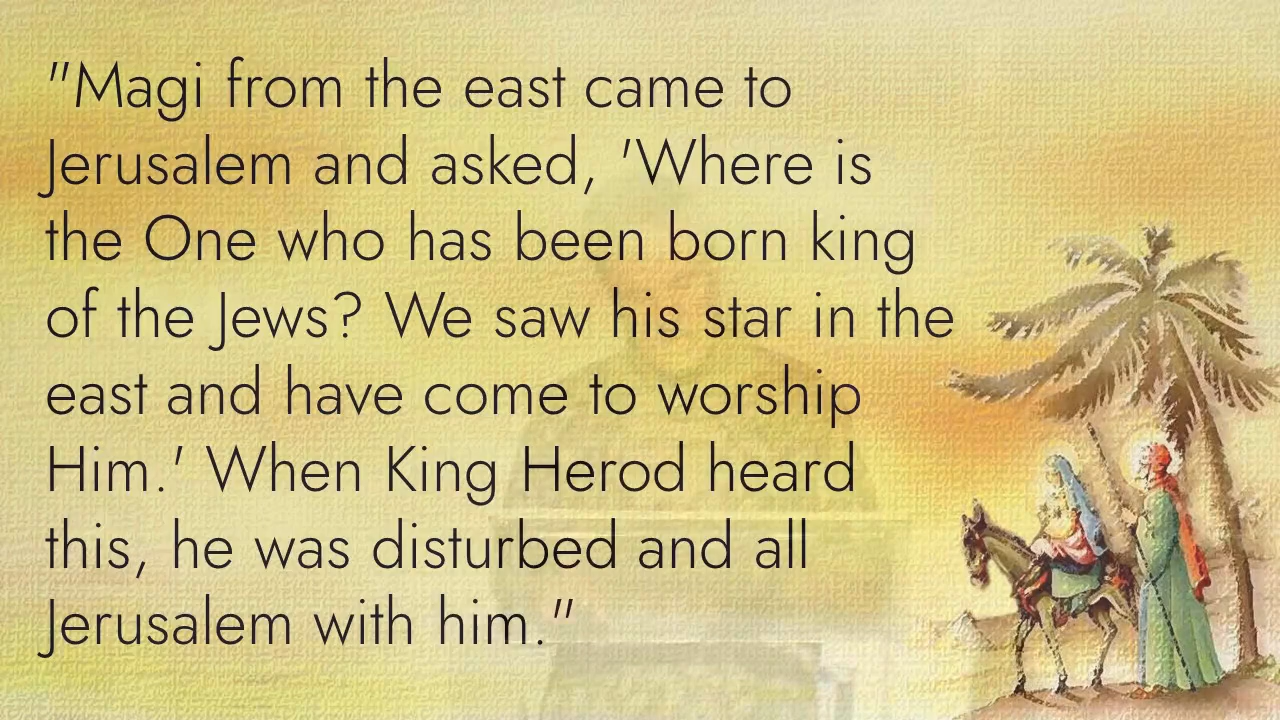 "Magi from the east came to
Jerusalem and asked, 'Where is
the One who has been born king
of the Jews? We saw his star in the
east and have come to worship
Him.' When King Herod heard
this, he was disturbed and all
Jerusalem with him."